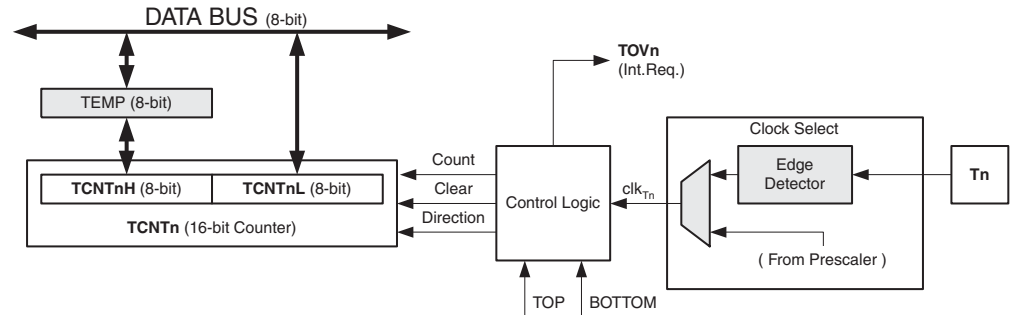 DATA BUS (8-bit)
TOVn
(Int.Req.)
TEMP (8-bit)
Clock Select
Count
Edge
Detector
Tn
TCNTnH (8-bit) TCNTnL (8-bit)
Clear
Control Logic
clkTn
TCNTn (16-bit Counter)
Direction
( From Prescaler )
TOP BOTTOM